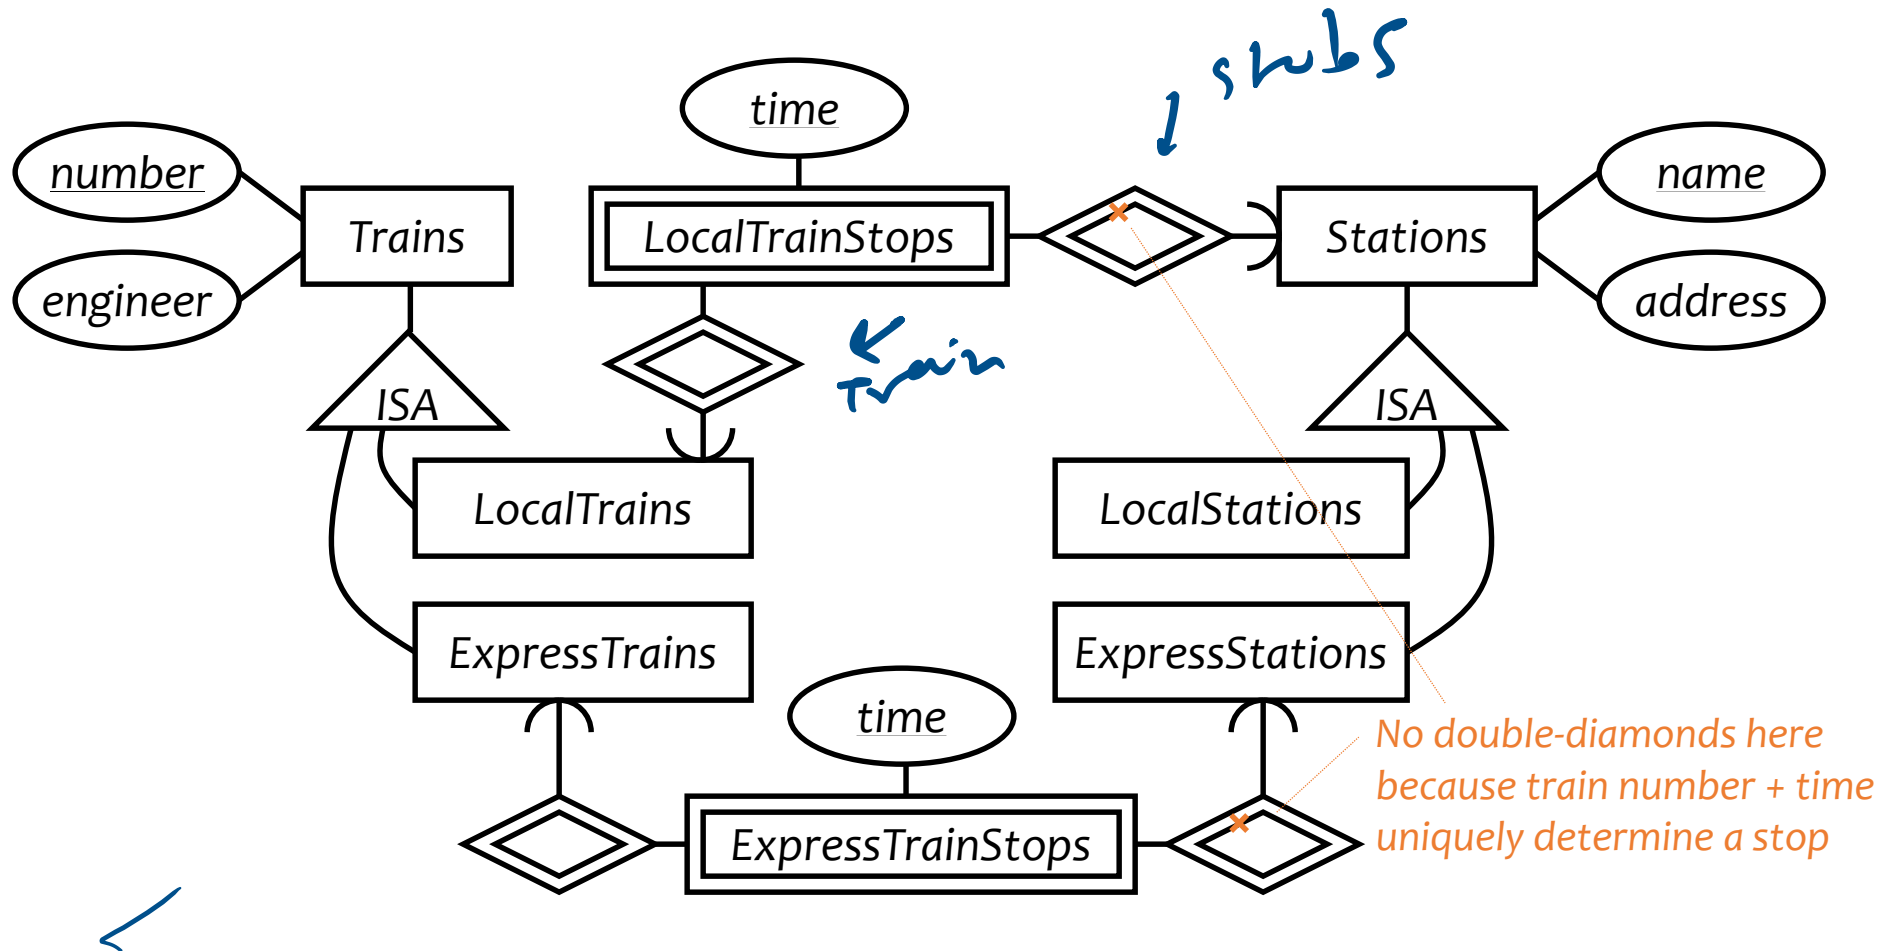 time
number
name
Trains
LocalTrainStops
Stations
engineer
address
Train
ISA
ISA
LocalTrains
LocalStations
ExpressTrains
ExpressStations
time
No double-diamonds here
because train number + time
uniquely determine a stop
ExpressTrainStops